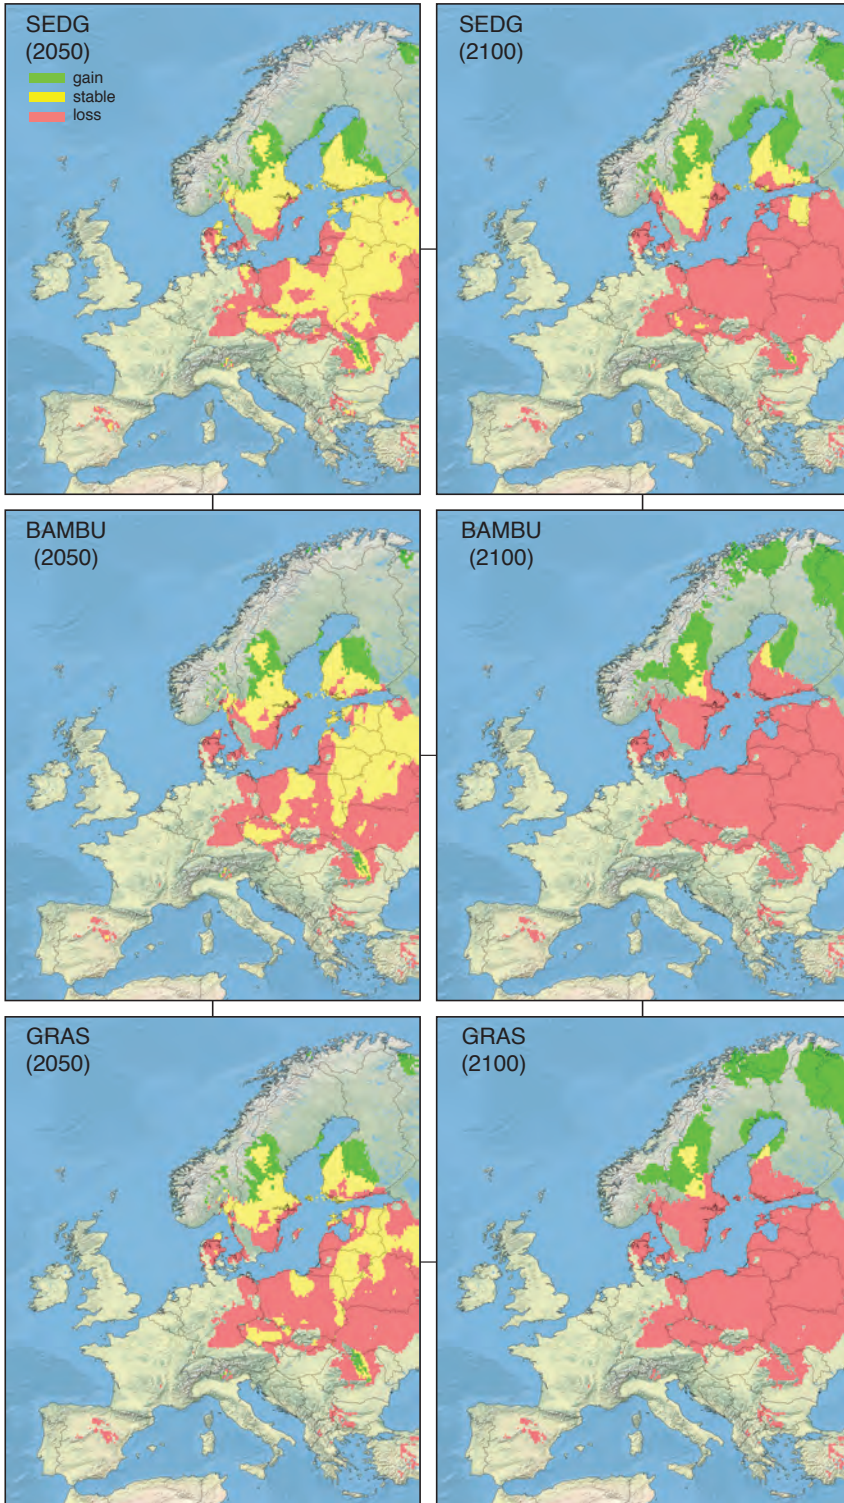 SEDG
(2050)
gain
stable
loss
SEDG
(2100)
BAMBU
(2050)
BAMBU
(2100)
GRAS
(2050)
GRAS
(2100)